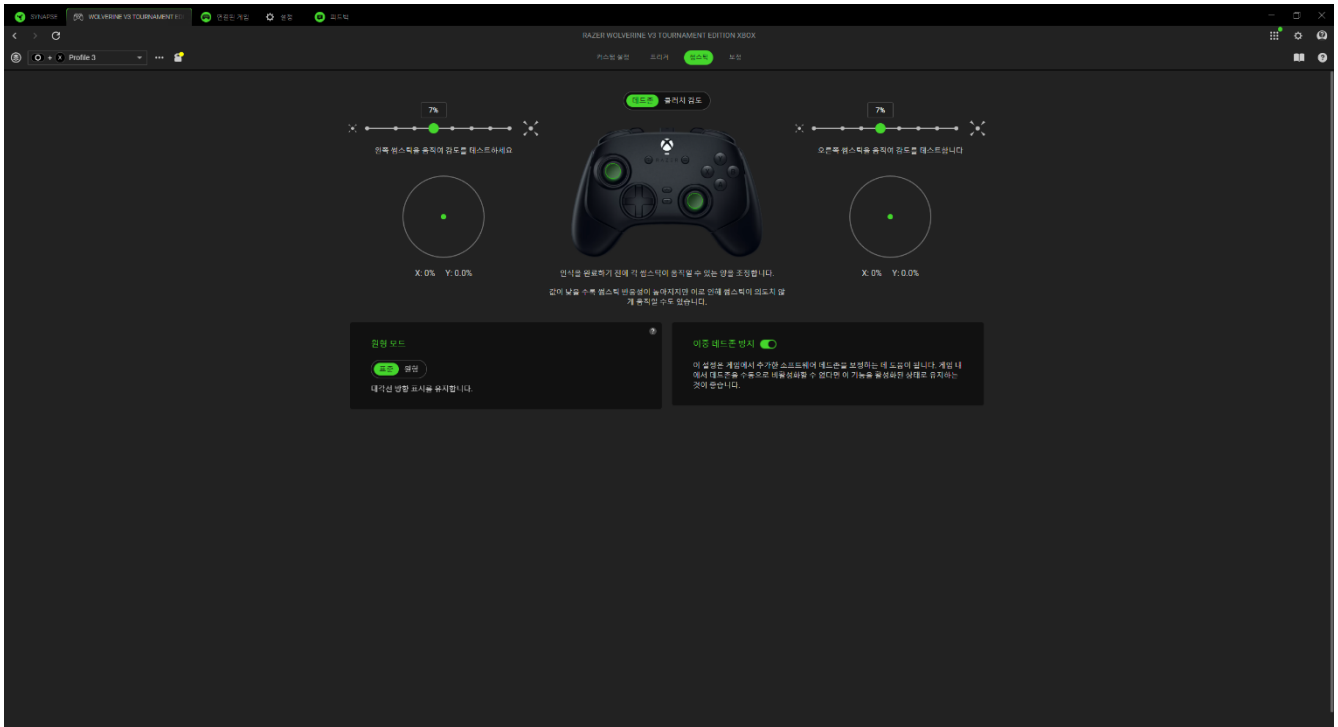 SYNAPSE
WOLVERINE V3 TOURNAMENT EDI
연결된 게임
설정
피드백
RAZER WOLVERINE V3 TOURNAMENT EDITION XBOX
+ X Profile 3
커스텀 설정
트리거
썸스틱
보정
데드존
클러치 감도
7%
7%
왼쪽 썸스틱을 움직여 감도를 테스트하세요
오른쪽 썸스틱을 움직여 감도를 테스트합니다
X: 0% Y: 0.0%
X: 0% Y: 0.0%
인식을 완료하기 전에 각 썸스틱이 움직일 수 있는 양을 조정합니다.
값이 낮을 수록 썸스틱 반응성이 높아지지만 이로 인해 썸스틱이 의도치 않
게 움직일 수도 있습니다.
원형 모드
표준
원형
대각선 방향 표시를 유지합니다.
이중 데드존 방지
이 설정은 게임에서 추가한 소프트웨어 데드존을 보정하는 데 도움이 됩니다. 게임 내
에서 데드존을 수동으로 비활성화할 수 없다면 이 기능을 활성화된 상태로 유지하는
것이 좋습니다.